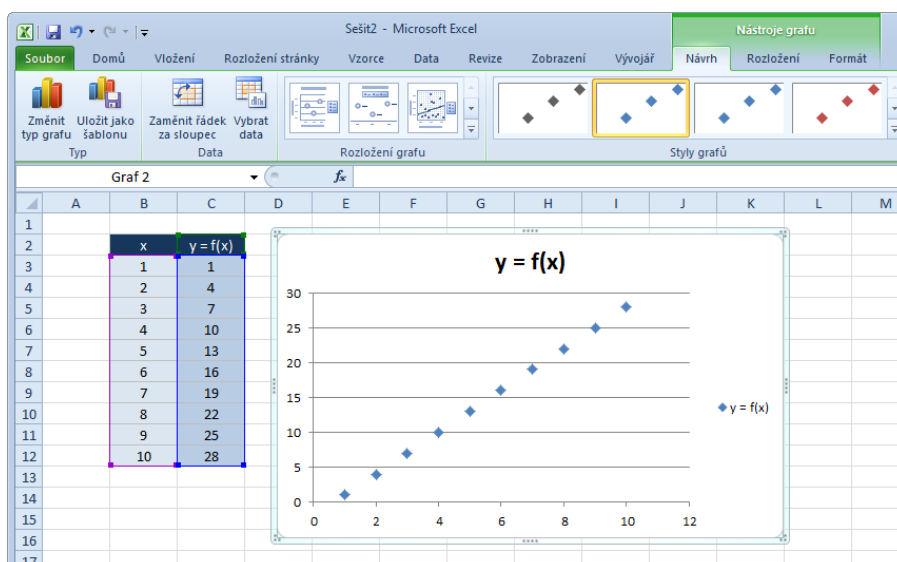 Sešit2 - Microsoft Excel
Nástroje grafu
Soubor Domů Vložení Rozložení stránky Vzorce Data Revize Zobrazení Vývojář Návrh Rozložení Formát
Změnit typ grafu
Uložit jako šablonu
Zaměnit řádek za sloupec
Vybrat data
Typ Data Rozložení grafu Styly grafů
Graf 2 fx
A B C D E F G H I J K L M
1
2 x y = f(x)
3 1 1
4 2 4
5 3 7
6 4 10
7 5 13
8 6 16
9 7 19
10 8 22
11 9 25
12 10 28
13
14
15
16
17
y = f(x)
30
25
20
15
10
5
0
0 2 4 6 8 10 12
y = f(x)